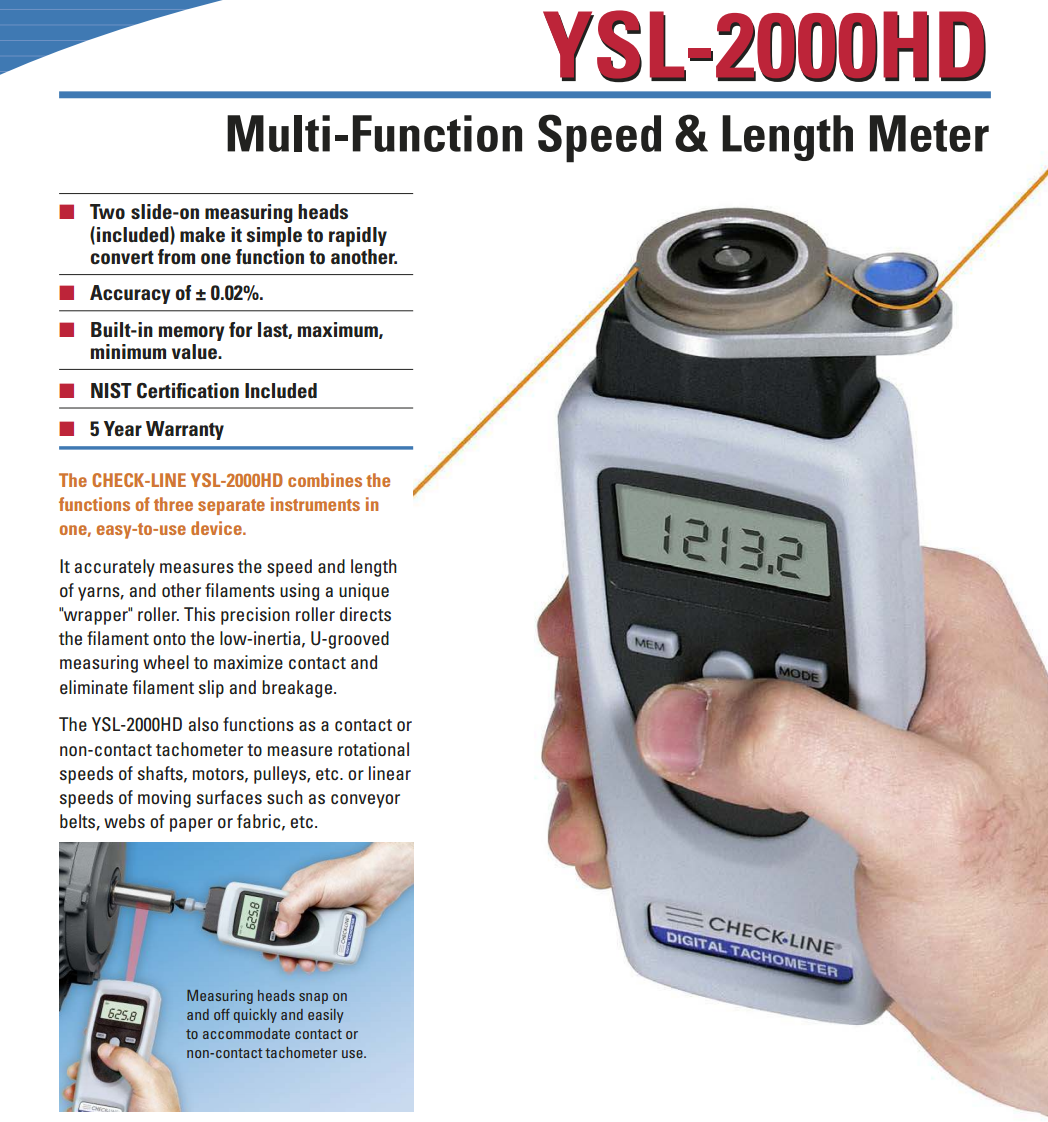 YSL-2000HD
Multi-Function Speed & Length Meter
■ Two slide-on measuring heads
(included) make it simple to rapidly
convert from one function to another.
■ Accuracy of ± 0.02%.
■ Built-in memory for last, maximum,
minimum value.
■ NIST Certification Included
■ 5 Year Warranty
The CHECK-LINE YSL-2000HD combines the
functions of three separate instruments in
one, easy-to-use device.
It accurately measures the speed and length
of yarns, and other filaments using a unique
"wrapper" roller. This precision roller directs
the filament onto the low-inertia, U-grooved
measuring wheel to maximize contact and
eliminate filament slip and breakage.
The YSL-2000HD also functions as a contact or
non-contact tachometer to measure rotational
speeds of shafts, motors, pulleys, etc. or linear
speeds of moving surfaces such as conveyor
belts, webs of paper or fabric, etc.
1213.2
MEM
MODE
CHECK•LINE®
DIGITAL TACHOMETER
625.8
CHECK•LINE
625.8
Measuring heads snap on
and off quickly and easily
to accommodate contact or
non-contact tachometer use.